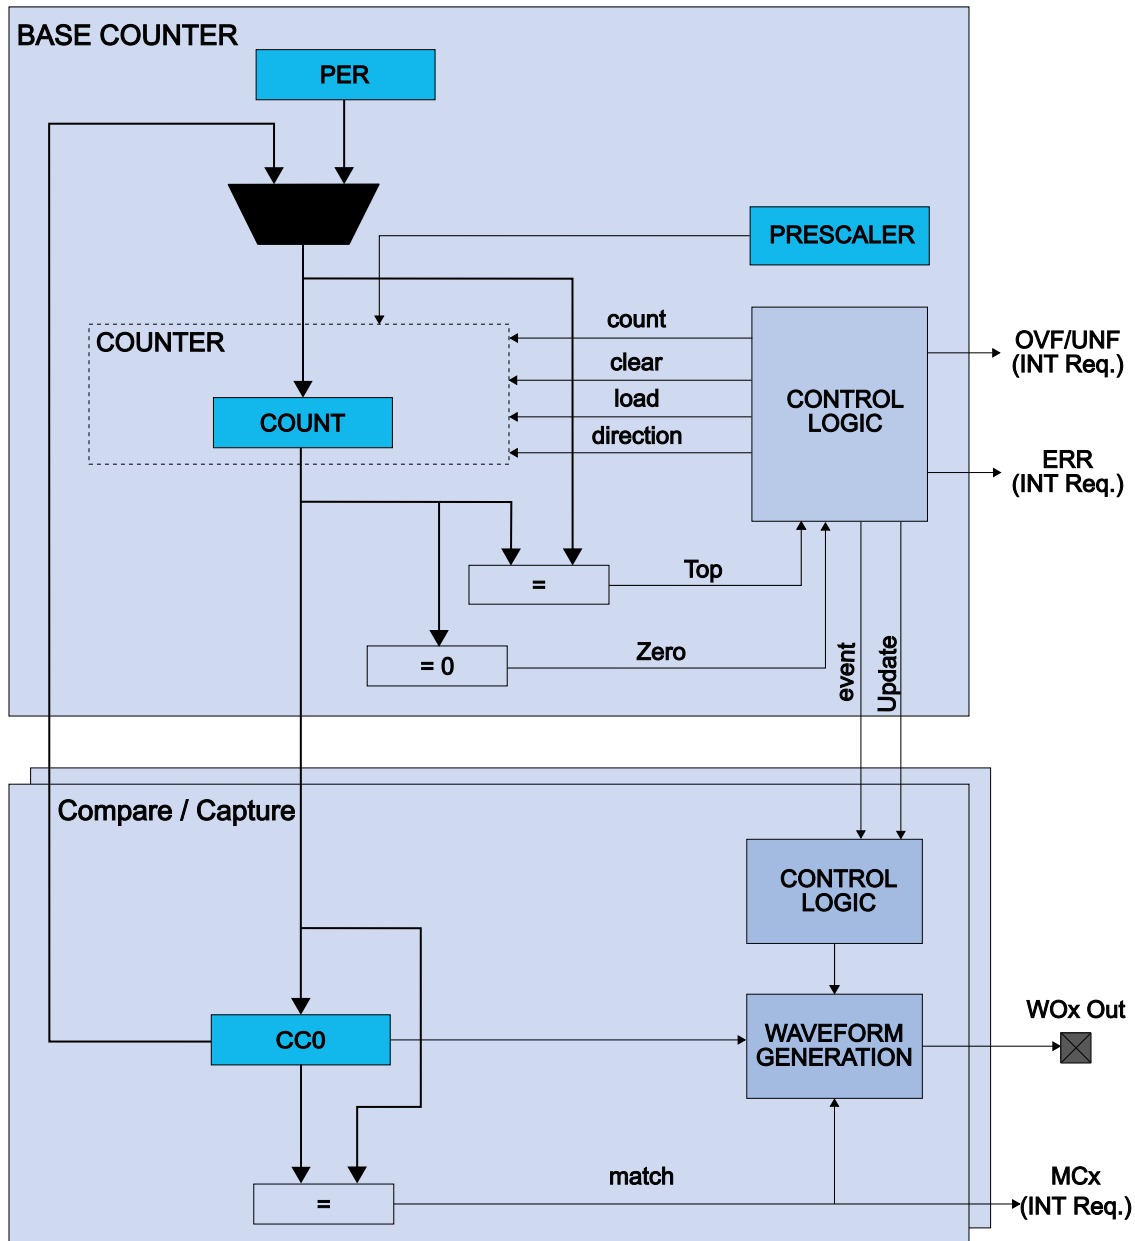 BASE COUNTER
PER
PRESCALER
COUNTER
COUNT
count
clear
load
direction
CONTROL
LOGIC
OVF/UNF
(INT Req.)
ERR
(INT Req.)
=
Top
= 0
Zero
event
Update
Compare / Capture
CONTROL
LOGIC
CC0
WAVEFORM
GENERATION
WOx Out
=
match
MCx
(INT Req.)